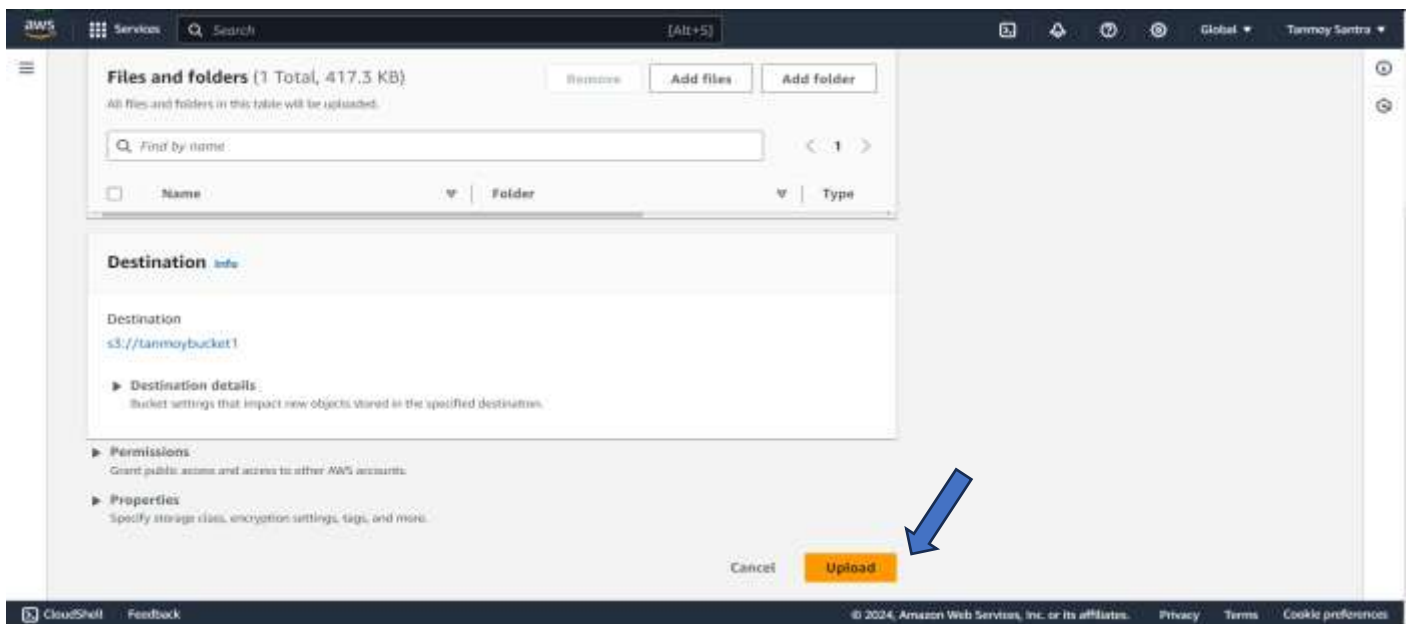 aws Services Search [Alt+S] Global Tanmoy Santra
Files and folders (1 Total, 417.3 KB) Remove Add files Add folder
All files and folders in this table will be uploaded.
Find by name 1
Name Folder Type
Destination Info
Destination
s3://tanmoybucket1
Destination details
Bucket settings that impact new objects stored in the specified destination.
Permissions
Grant public access and access to other AWS accounts.
Properties
Specify storage class, encryption settings, tags, and more.
Cancel Upload
CloudShell Feedback © 2024, Amazon Web Services, Inc. or its affiliates. Privacy Terms Cookie preferences